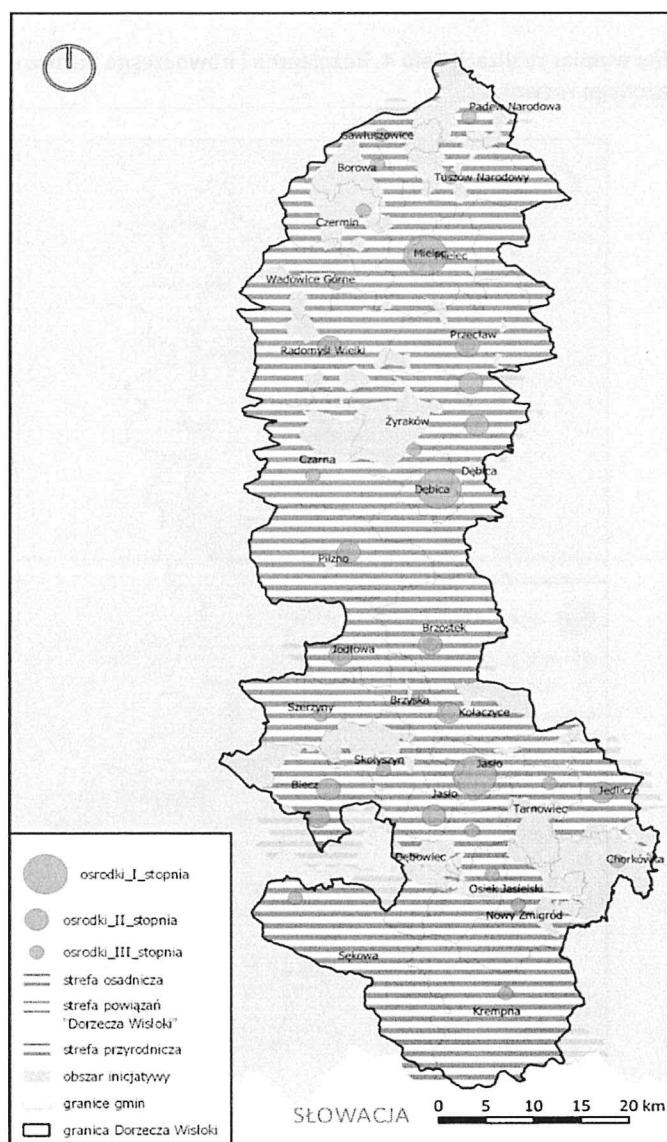 Padew Narodowa
Gawłuszowice
Borowa
Tuszów Narodowy
Czermin
Mielec
Mielec
Wadowice Górne
Przecław
Radomyśl Wielki
Żyraków
Czarna
Dębica
Dębica
Pilzno
Brzostek
Jodłowa
Brzyska
Szerzyny
Kołaczyce
Skołyszyn
Jasło
Biecz
Jasło
Jedlicze
Tarnowiec
Dębowiec
Chorkówka
Osiek Jasielski
Nowy Żmigród
Sękowa
Krempna
osrodki_I_stopnia
osrodki_II_stopnia
osrodki_III_stopnia
strefa osadnicza
strefa powiązań
"Dorzecza Wisłoki"
strefa przyrodnicza
obszar inicjatywy
granice gmin
granica Dorzecza Wisłoki
SŁOWACJA
0 5 10 15 20 km